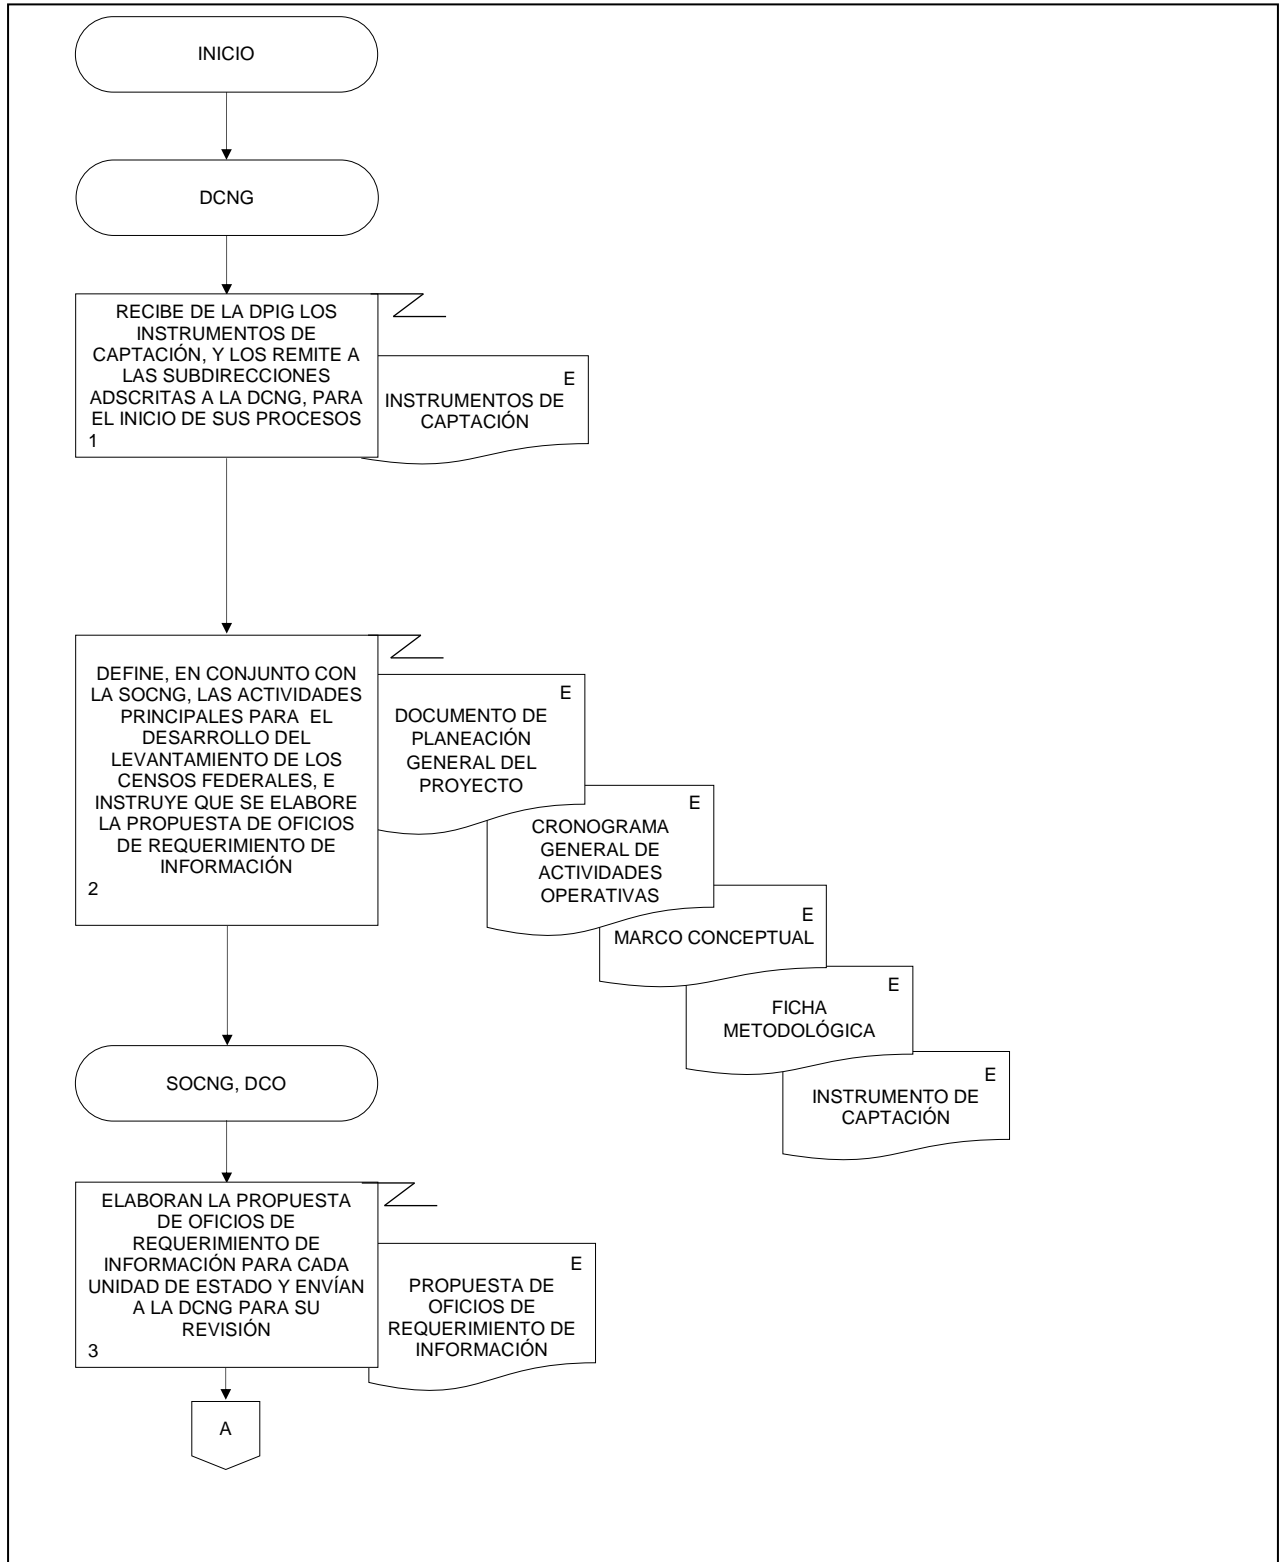 INICIO
DCNG
RECIBE DE LA DPIG LOS
INSTRUMENTOS DE
CAPTACIÓN, Y LOS REMITE A
LAS SUBDIRECCIONES
ADSCRITAS A LA DCNG, PARA
EL INICIO DE SUS PROCESOS
1
E
INSTRUMENTOS DE
CAPTACIÓN
DEFINE, EN CONJUNTO CON
LA SOCNG, LAS ACTIVIDADES
PRINCIPALES PARA EL
DESARROLLO DEL
LEVANTAMIENTO DE LOS
CENSOS FEDERALES, E
INSTRUYE QUE SE ELABORE
LA PROPUESTA DE OFICIOS
DE REQUERIMIENTO DE
INFORMACIÓN
2
E
DOCUMENTO DE
PLANEACIÓN
GENERAL DEL
PROYECTO
E
CRONOGRAMA
GENERAL DE
ACTIVIDADES
OPERATIVAS
E
MARCO CONCEPTUAL
E
FICHA
METODOLÓGICA
E
INSTRUMENTO DE
CAPTACIÓN
SOCNG, DCO
ELABORAN LA PROPUESTA
DE OFICIOS DE
REQUERIMIENTO DE
INFORMACIÓN PARA CADA
UNIDAD DE ESTADO Y ENVÍAN
A LA DCNG PARA SU
REVISIÓN
3
E
PROPUESTA DE
OFICIOS DE
REQUERIMIENTO DE
INFORMACIÓN
A